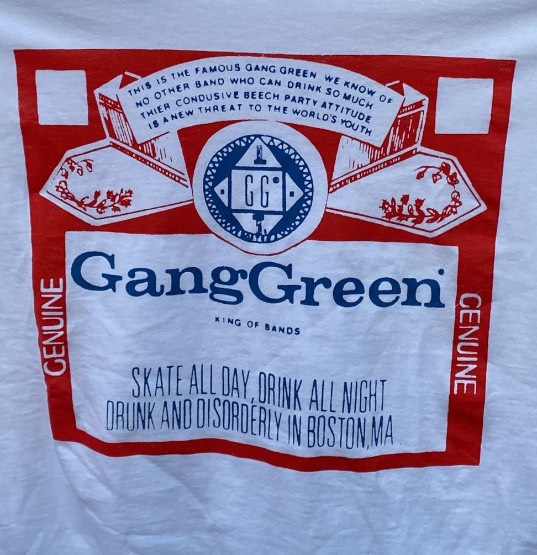 THIS IS THE FAMOUS GANG GREEN WE KNOW OF
NO OTHER BAND WHO CAN DRINK SO MUCH
THIER CONDUSIVE BEECH PARTY ATTITUDE
IS A NEW THREAT TO THE WORLD'S YOUTH
GG
GangGreen
KING OF BANDS
GENUINE
GENUINE
SKATE ALL DAY, DRINK ALL NIGHT
DRUNK AND DISORDERLY IN BOSTON, MA